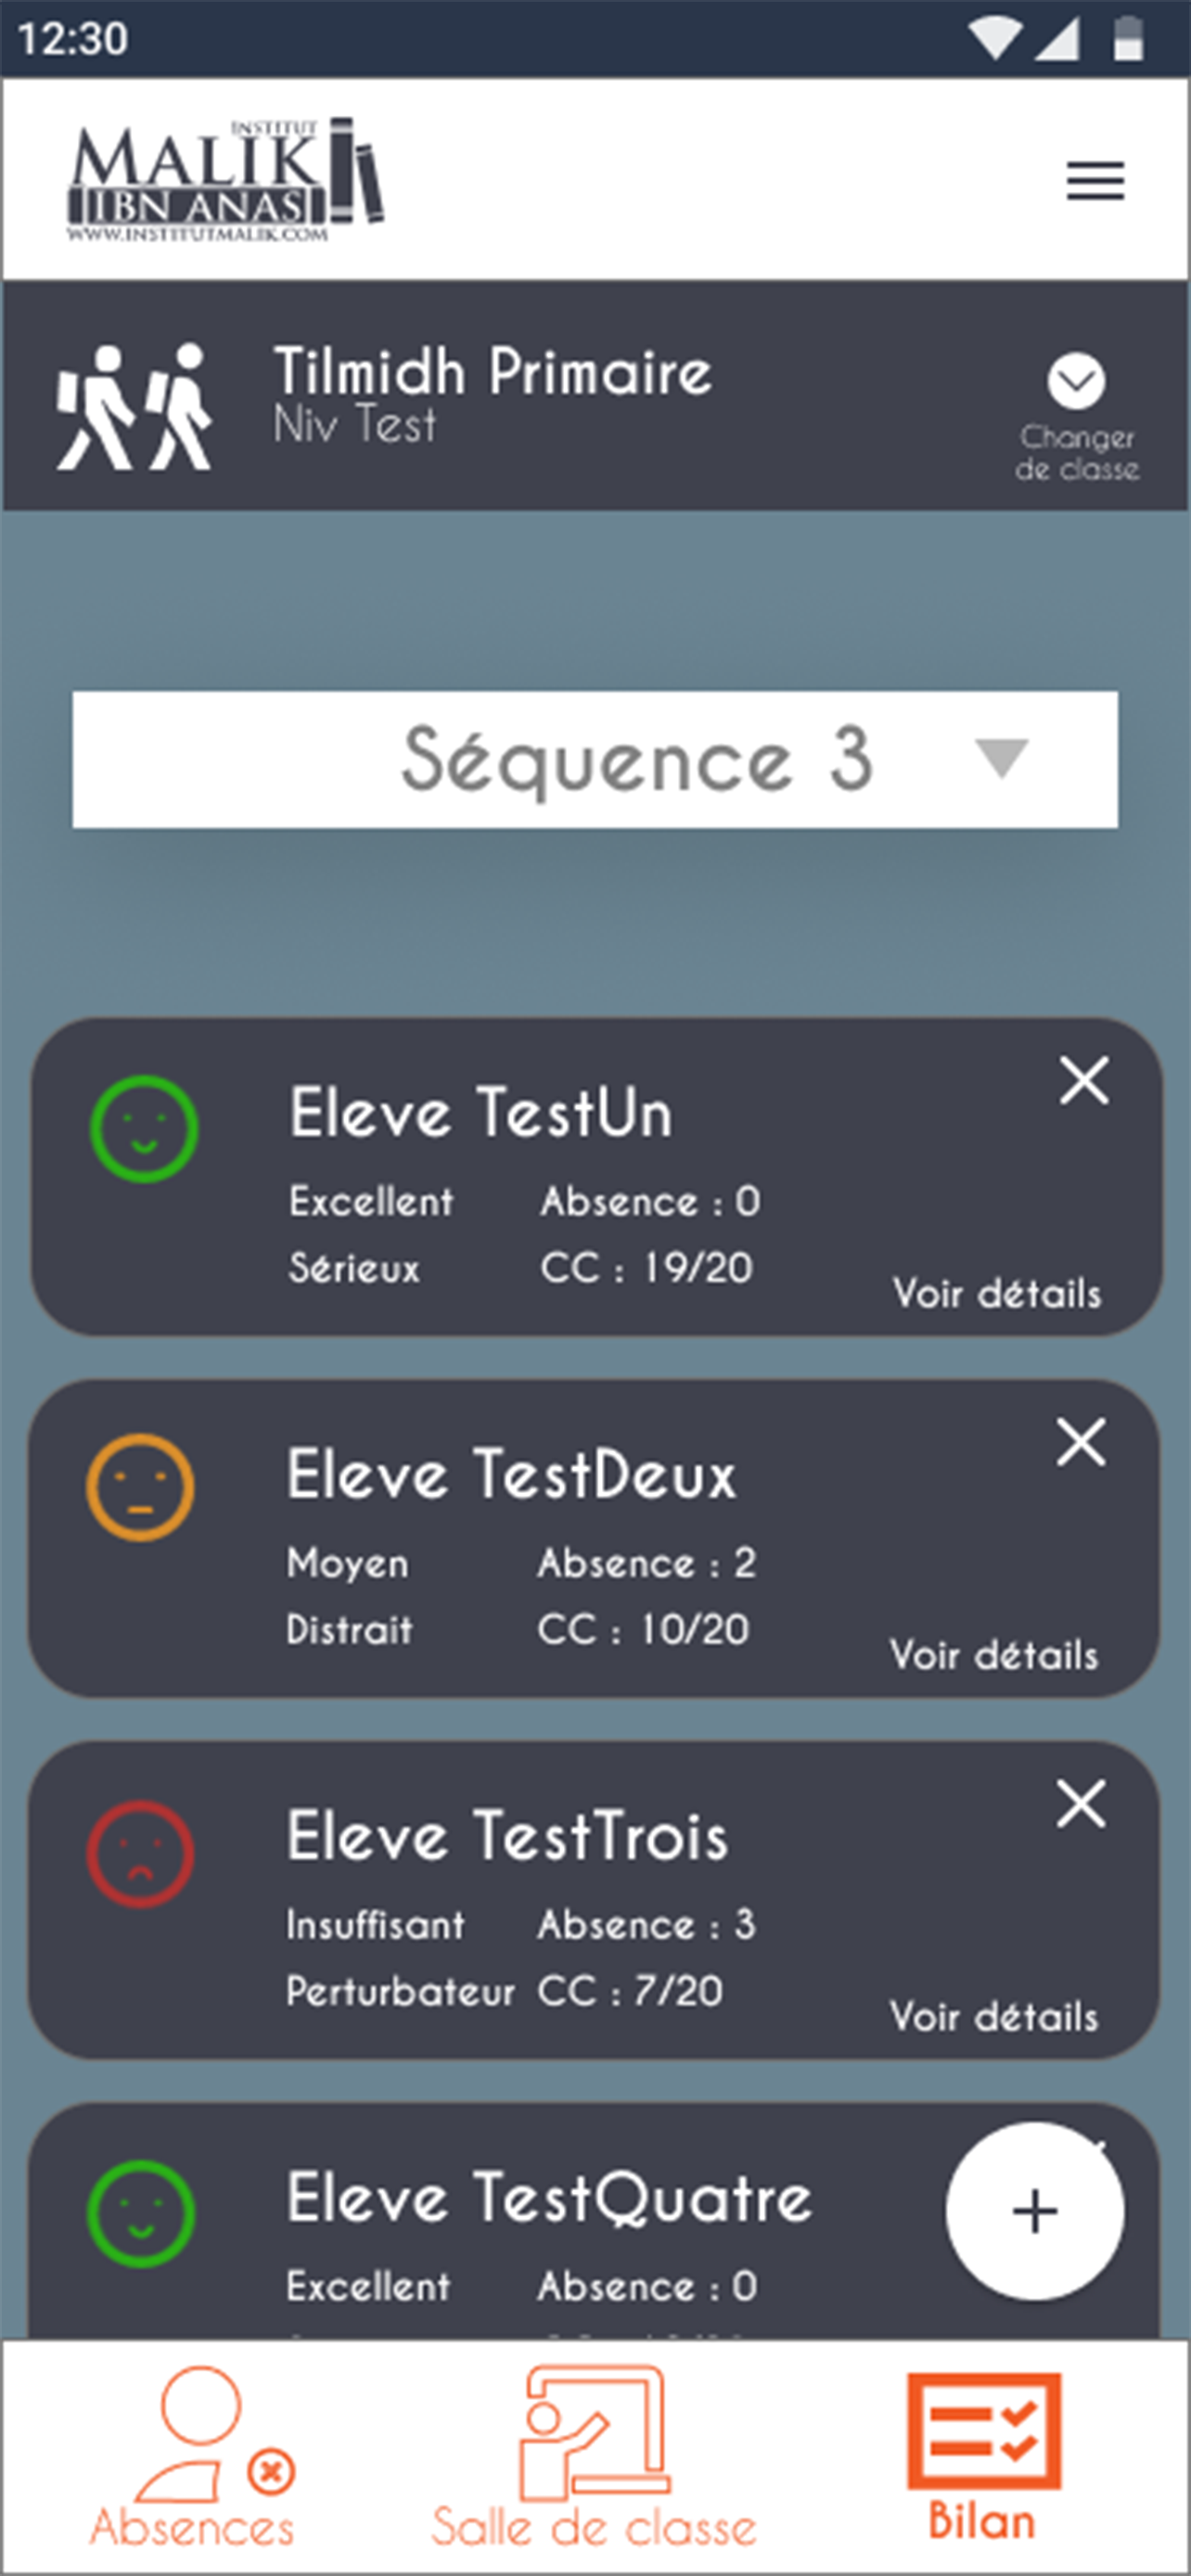 12:30
INSTITUT
MALIK
IBN ANAS
WWW.INSTITUTMALIK.COM
Tilmidh Primaire
Niv Test
Changer
de classe
Séquence 3
Eleve TestUn
Excellent Absence : 0
Sérieux CC : 19/20
Voir détails
Eleve TestDeux
Moyen Absence : 2
Distrait CC : 10/20
Voir détails
Eleve TestTrois
Insuffisant Absence : 3
Perturbateur CC : 7/20
Voir détails
Eleve TestQuatre
Excellent Absence : 0
Absences
Salle de classe
Bilan